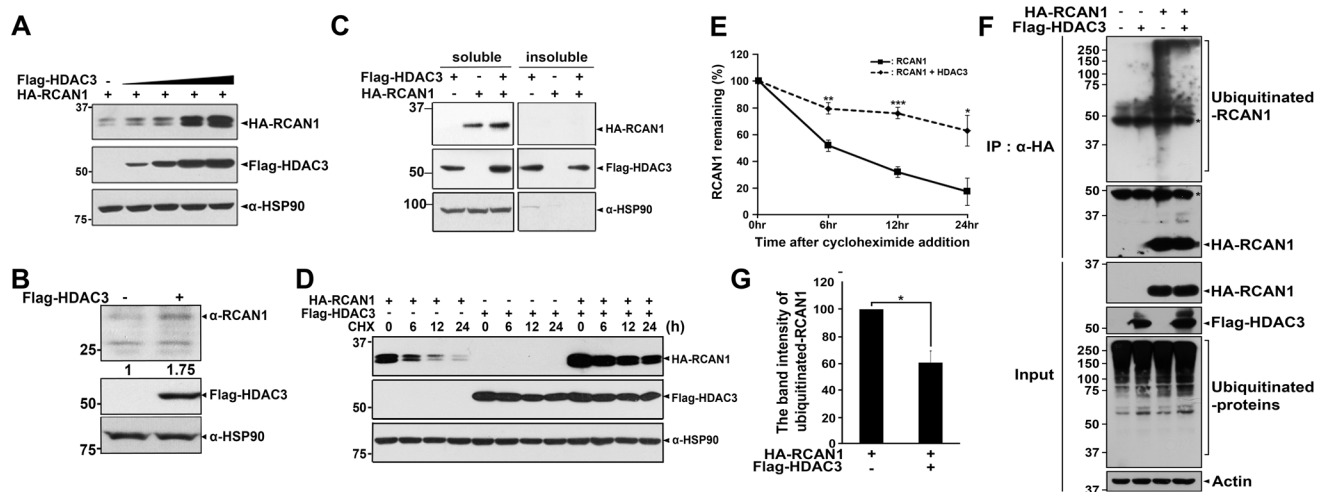 A
Flag-HDAC3 -
HA-RCAN1 + + + + +
37
HA-RCAN1
50
Flag-HDAC3
75
α-HSP90
B
Flag-HDAC3 - +
α-RCAN1
25
1 1.75
50
Flag-HDAC3
75
α-HSP90
C
soluble insoluble
Flag-HDAC3 + - + + - +
HA-RCAN1 - + + - + +
37
HA-RCAN1
50
Flag-HDAC3
100
α-HSP90
D
HA-RCAN1 + + + + - - - - + + + +
Flag-HDAC3 - - - - + + + + + + + +
CHX 0 6 12 24 0 6 12 24 0 6 12 24 (h)
37
HA-RCAN1
50
Flag-HDAC3
75
α-HSP90
E
RCAN1 remaining (%)
120
100
80
60
40
20
0
: RCAN1
: RCAN1 + HDAC3
** *** *
0hr 6hr 12hr 24hr
Time after cycloheximide addition
F
HA-RCAN1 - - + +
Flag-HDAC3 - + - +
IP : α-HA
250
150
100
75
50
37
Ubiquitinated
-RCAN1
*
50
*
37
HA-RCAN1
Input
37
HA-RCAN1
50
Flag-HDAC3
250
150
100
75
50
37
Ubiquitinated
-proteins
37
Actin
G
The band intensity of
ubiquitinated-RCAN1
120
100
80
60
40
20
0
*
HA-RCAN1 + +
Flag-HDAC3 - +